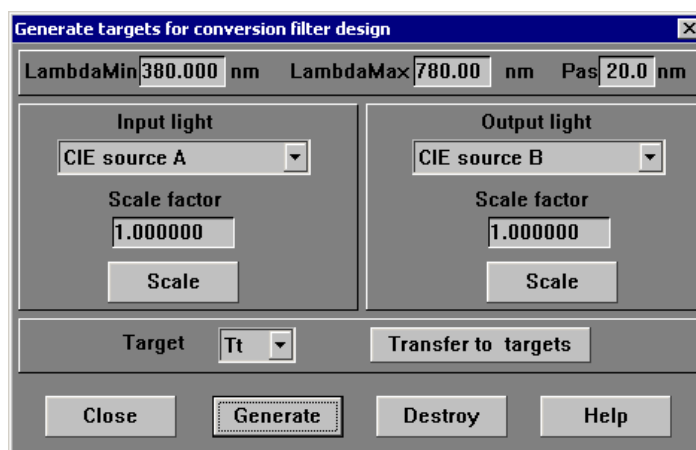 Generate targets for conversion filter design
LambdaMin 380.000 nm LambdaMax 780.00 nm Pas 20.0 nm
Input light
CIE source A
Scale factor
1.000000
Scale
Output light
CIE source B
Scale factor
1.000000
Scale
Target Tt Transfer to targets
Close Generate Destroy Help